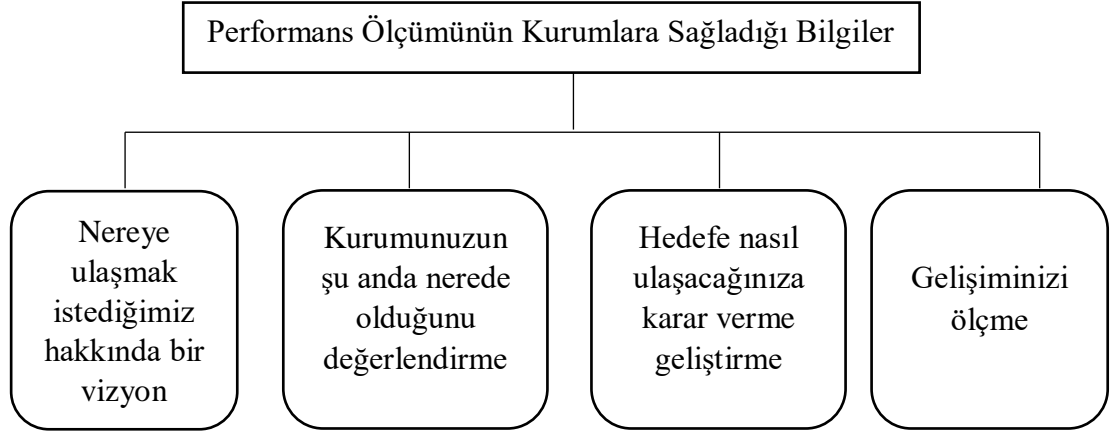 Performans Ölçümünün Kurumlara Sağladığı Bilgiler
Nereye
ulaşmak
istediğimiz
hakkında bir
vizyon
Kurumunuzun
şu anda nerede
olduğunu
değerlendirme
Hedefe nasıl
ulaşacağınıza
karar verme
geliştirme
Gelişiminizi
ölçme